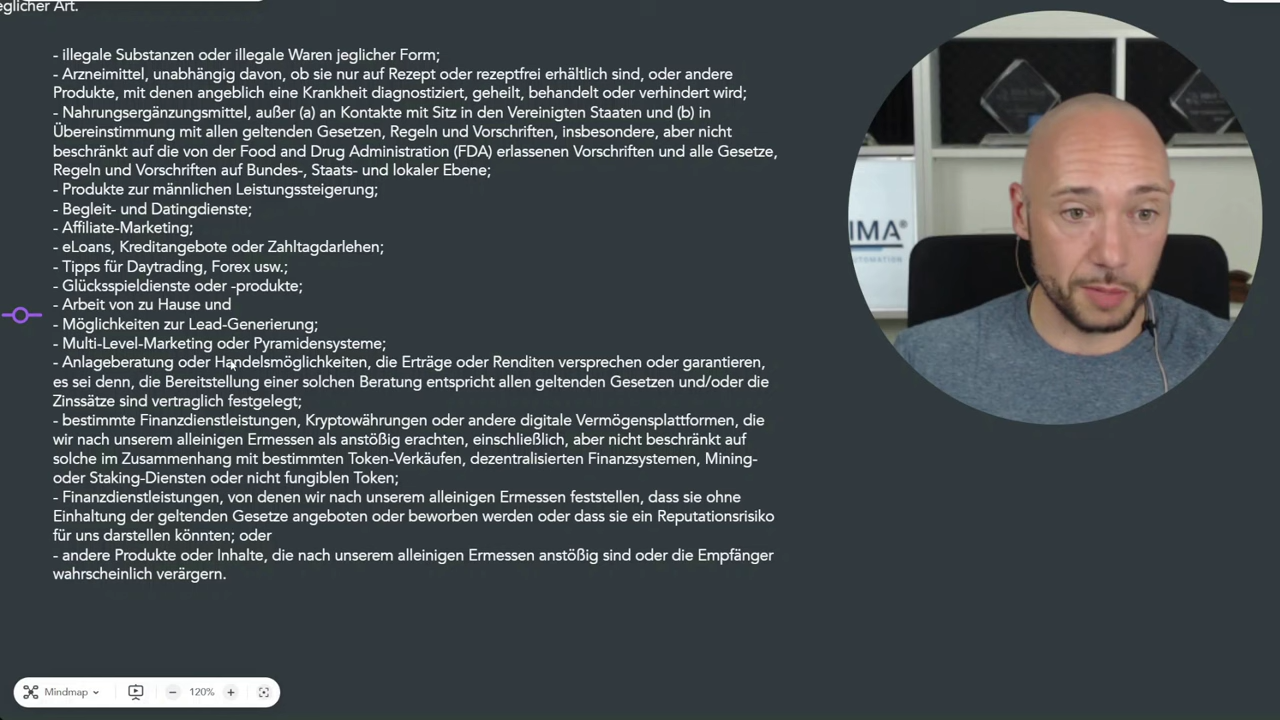 eglicher Art.
- illegale Substanzen oder illegale Waren jeglicher Form;
- Arzneimittel, unabhängig davon, ob sie nur auf Rezept oder rezeptfrei erhältlich sind, oder andere
Produkte, mit denen angeblich eine Krankheit diagnostiziert, geheilt, behandelt oder verhindert wird;
- Nahrungsergänzungsmittel, außer (a) an Kontakte mit Sitz in den Vereinigten Staaten und (b) in
Übereinstimmung mit allen geltenden Gesetzen, Regeln und Vorschriften, insbesondere, aber nicht
beschränkt auf die von der Food and Drug Administration (FDA) erlassenen Vorschriften und alle Gesetze,
Regeln und Vorschriften auf Bundes-, Staats- und lokaler Ebene;
- Produkte zur männlichen Leistungssteigerung;
- Begleit- und Datingdienste;
- Affiliate-Marketing;
- eLoans, Kreditangebote oder Zahltagdarlehen;
- Tipps für Daytrading, Forex usw.;
- Glücksspieldienste oder -produkte;
- Arbeit von zu Hause und
- Möglichkeiten zur Lead-Generierung;
- Multi-Level-Marketing oder Pyramidensysteme;
- Anlageberatung oder Handelsmöglichkeiten, die Erträge oder Renditen versprechen oder garantieren,
es sei denn, die Bereitstellung einer solchen Beratung entspricht allen geltenden Gesetzen und/oder die
Zinssätze sind vertraglich festgelegt;
- bestimmte Finanzdienstleistungen, Kryptowährungen oder andere digitale Vermögensplattformen, die
wir nach unserem alleinigen Ermessen als anstößig erachten, einschließlich, aber nicht beschränkt auf
solche im Zusammenhang mit bestimmten Token-Verkäufen, dezentralisierten Finanzsystemen, Mining-
oder Staking-Diensten oder nicht fungiblen Token;
- Finanzdienstleistungen, von denen wir nach unserem alleinigen Ermessen feststellen, dass sie ohne
Einhaltung der geltenden Gesetze angeboten oder beworben werden oder dass sie ein Reputationsrisiko
für uns darstellen könnten; oder
- andere Produkte oder Inhalte, die nach unserem alleinigen Ermessen anstößig sind oder die Empfänger
wahrscheinlich verärgern.
IMA®
AUTOMATION
Mindmap
120%